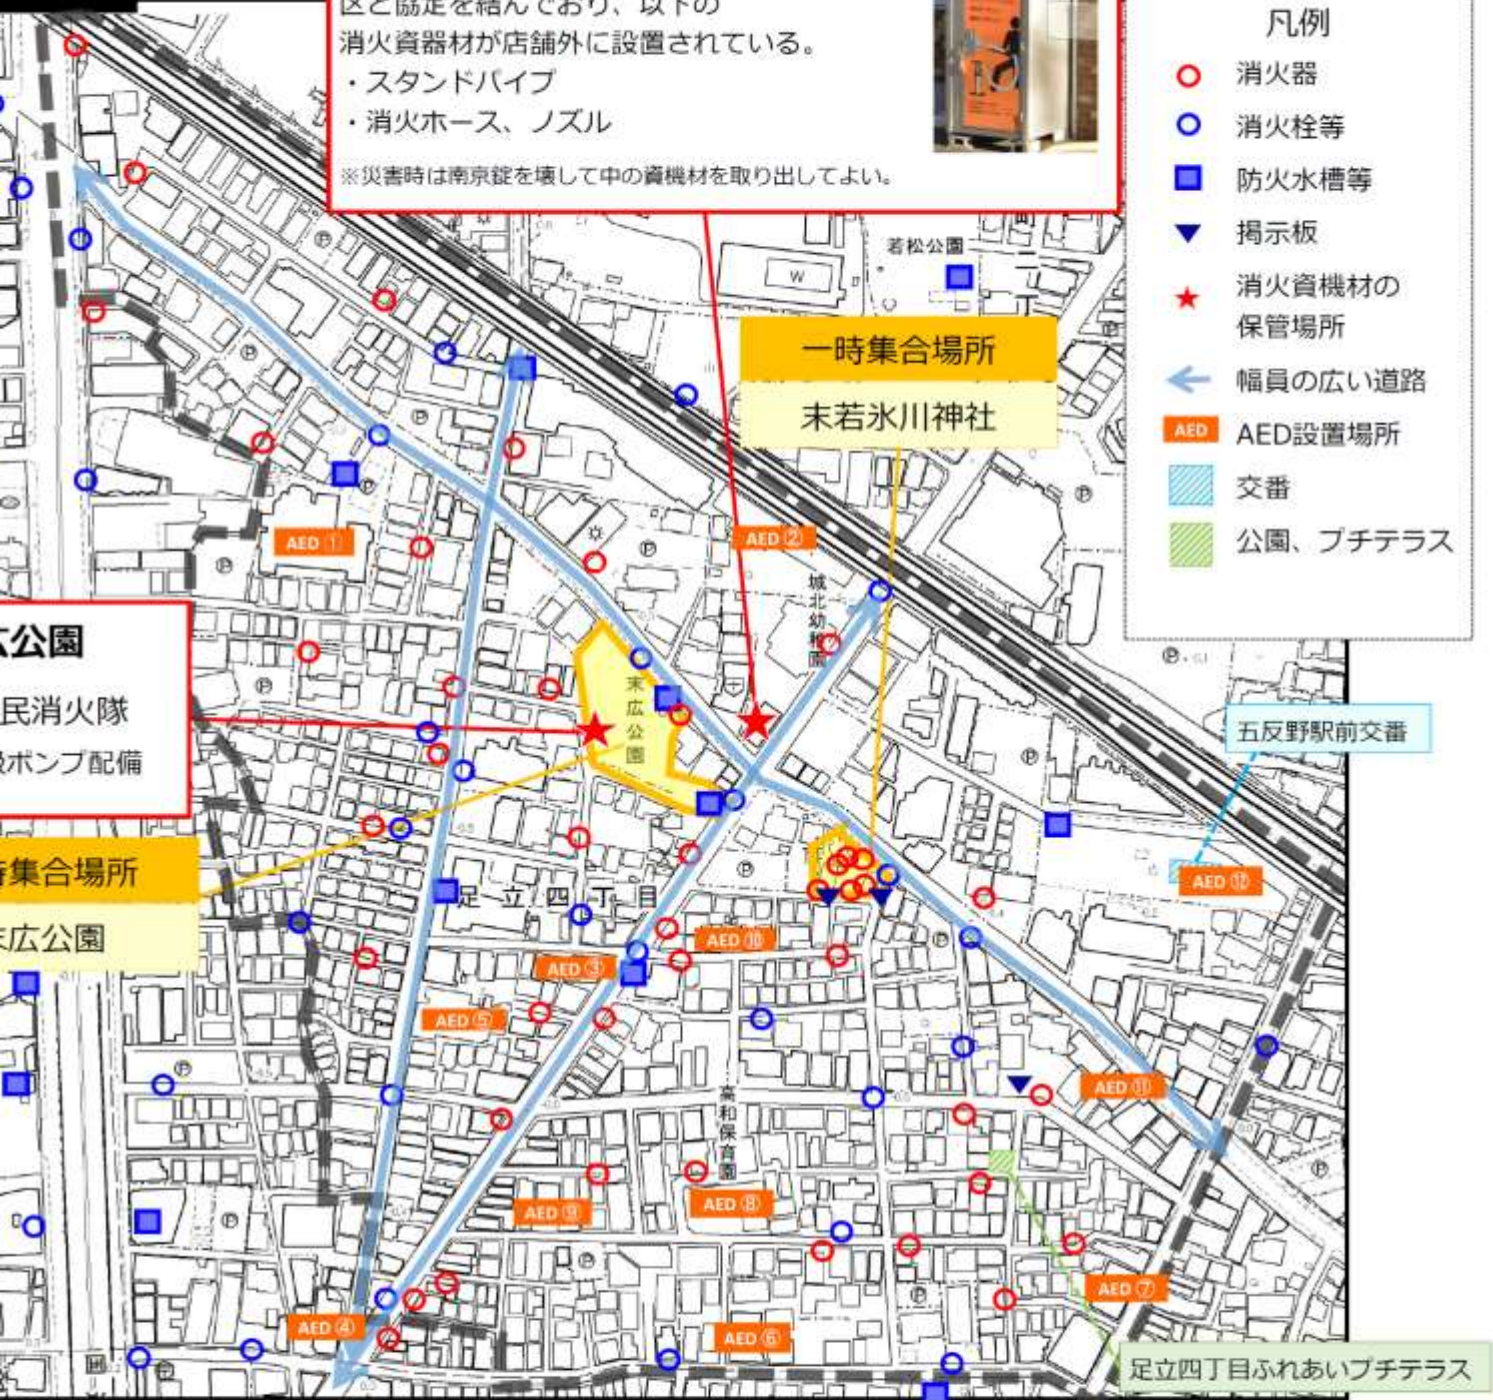 区と協定を結んでおり、以下の
消火資器材が店舗外に設置されている。
・スタンドパイプ
・消火ホース、ノズル
※災害時は南京錠を壊して中の資機材を取り出してよい。
凡例
消火器
消火栓等
防火水槽等
掲示板
消火資機材の
保管場所
幅員の広い道路
AED AED設置場所
交番
公園、プチテラス
若松公園
W
一時集合場所
末若氷川神社
AED ①
AED ②
城北幼稚園
広公園
民消火隊
ポンプ配備
末広公園
五反野駅前交番
時集合場所
末広公園
足立四丁目
AED ⑫
AED ⑩
AED ③
AED ⑤
AED ⑪
高和保育園
AED ⑨
AED ⑧
AED ⑦
AED ④
AED ⑥
足立四丁目ふれあいプチテラス